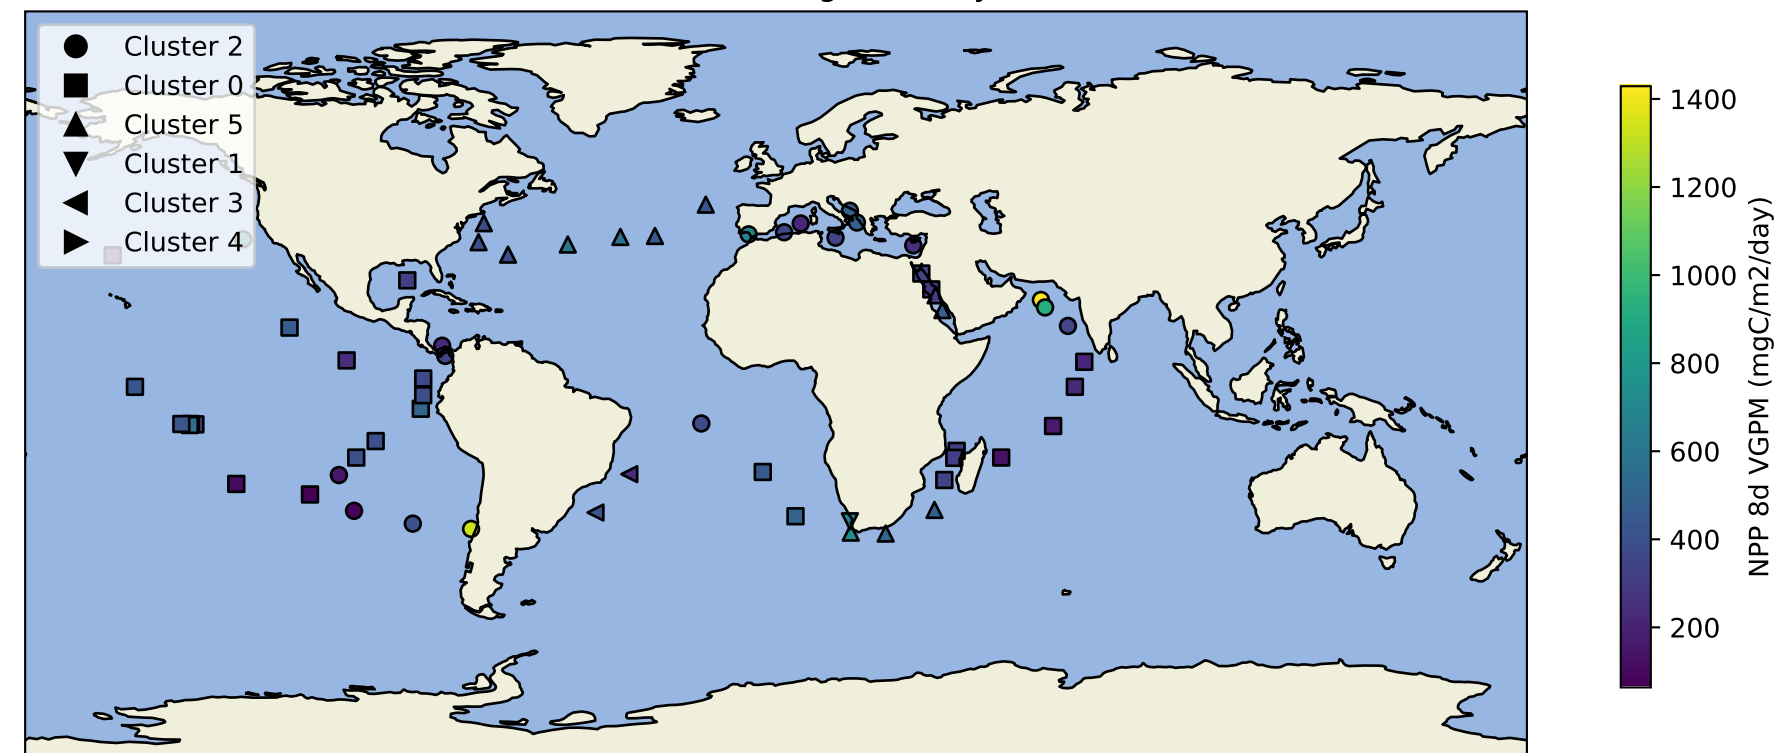 Cluster 2
Cluster 0
Cluster 5
Cluster 1
Cluster 3
Cluster 4
1400
1200
1000
800
600
400
200
NPP 8d VGPM (mgC/m2/day)